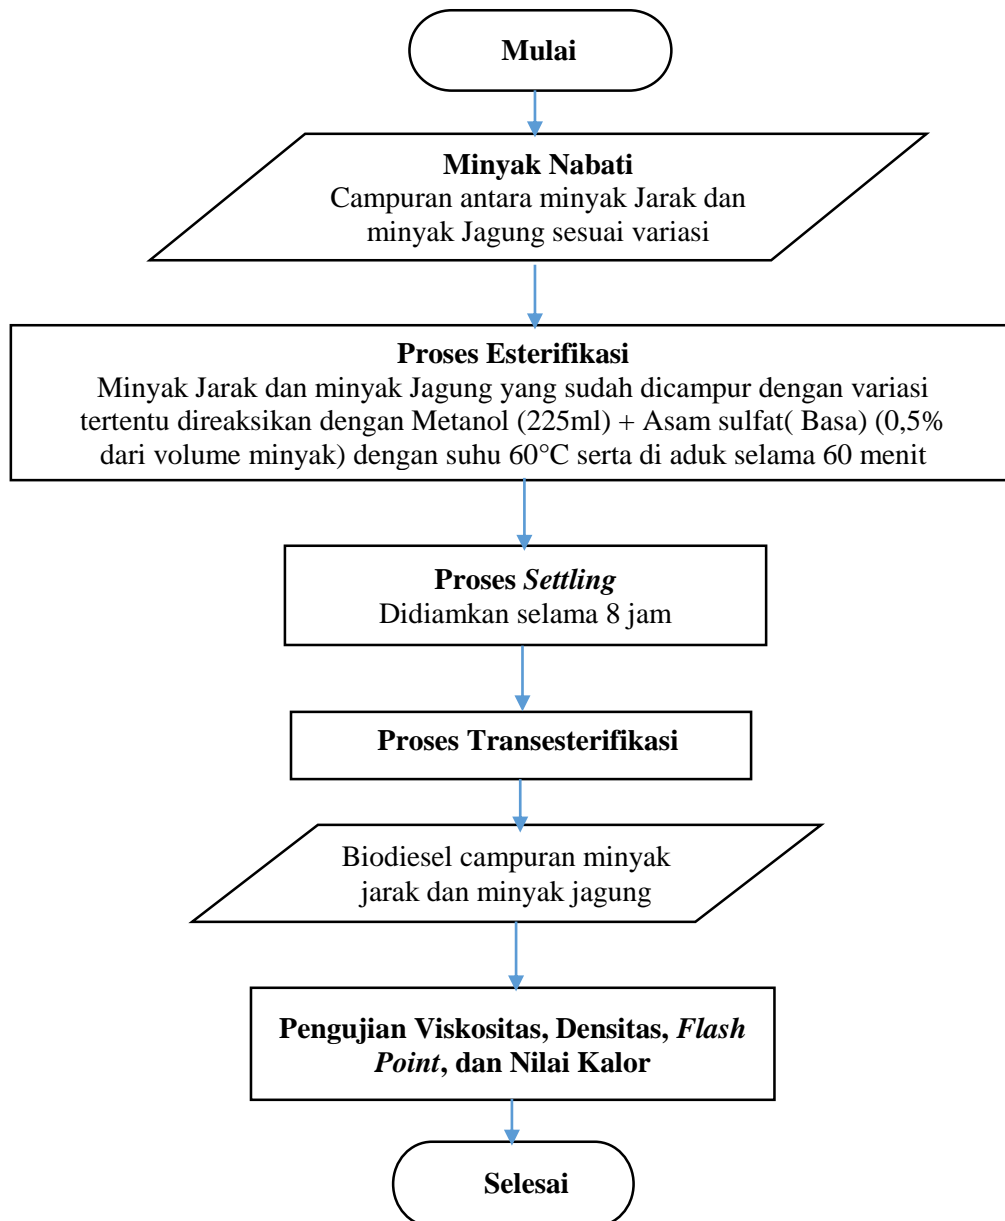 Mulai
Minyak Nabati
Campuran antara minyak Jarak dan
minyak Jagung sesuai variasi
Proses Esterifikasi
Minyak Jarak dan minyak Jagung yang sudah dicampur dengan variasi
tertentu direaksikan dengan Metanol (225ml) + Asam sulfat( Basa) (0,5%
dari volume minyak) dengan suhu 60°C serta di aduk selama 60 menit
Proses Settling
Didiamkan selama 8 jam
Proses Transesterifikasi
Biodiesel campuran minyak
jarak dan minyak jagung
Pengujian Viskositas, Densitas, Flash
Point, dan Nilai Kalor
Selesai